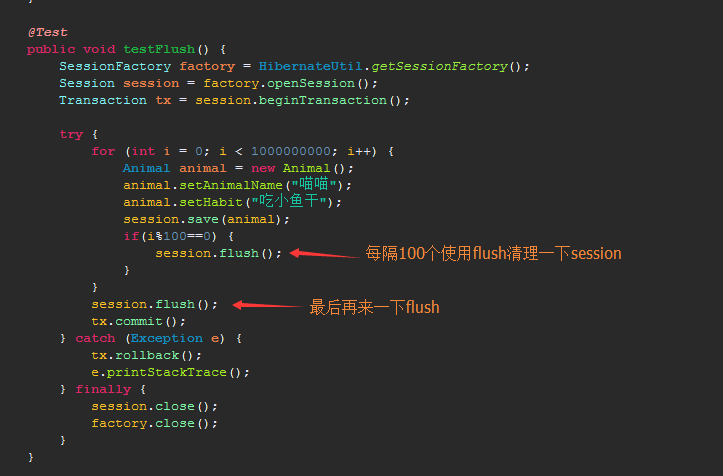 }
@Test
public void testFlush() {
SessionFactory factory = HibernateUtil.getSessionFactory();
Session session = factory.openSession();
Transaction tx = session.beginTransaction();
try {
for (int i = 0; i < 1000000000; i++) {
Animal animal = new Animal();
animal.setAnimalName("喵喵");
animal.setHabit("吃小鱼干");
session.save(animal);
if(i%100==0) {
session.flush(); 每隔100个使用flush清理一下session
}
}
session.flush(); 最后再来一下flush
tx.commit();
} catch (Exception e) {
tx.rollback();
e.printStackTrace();
} finally {
session.close();
factory.close();
}
}